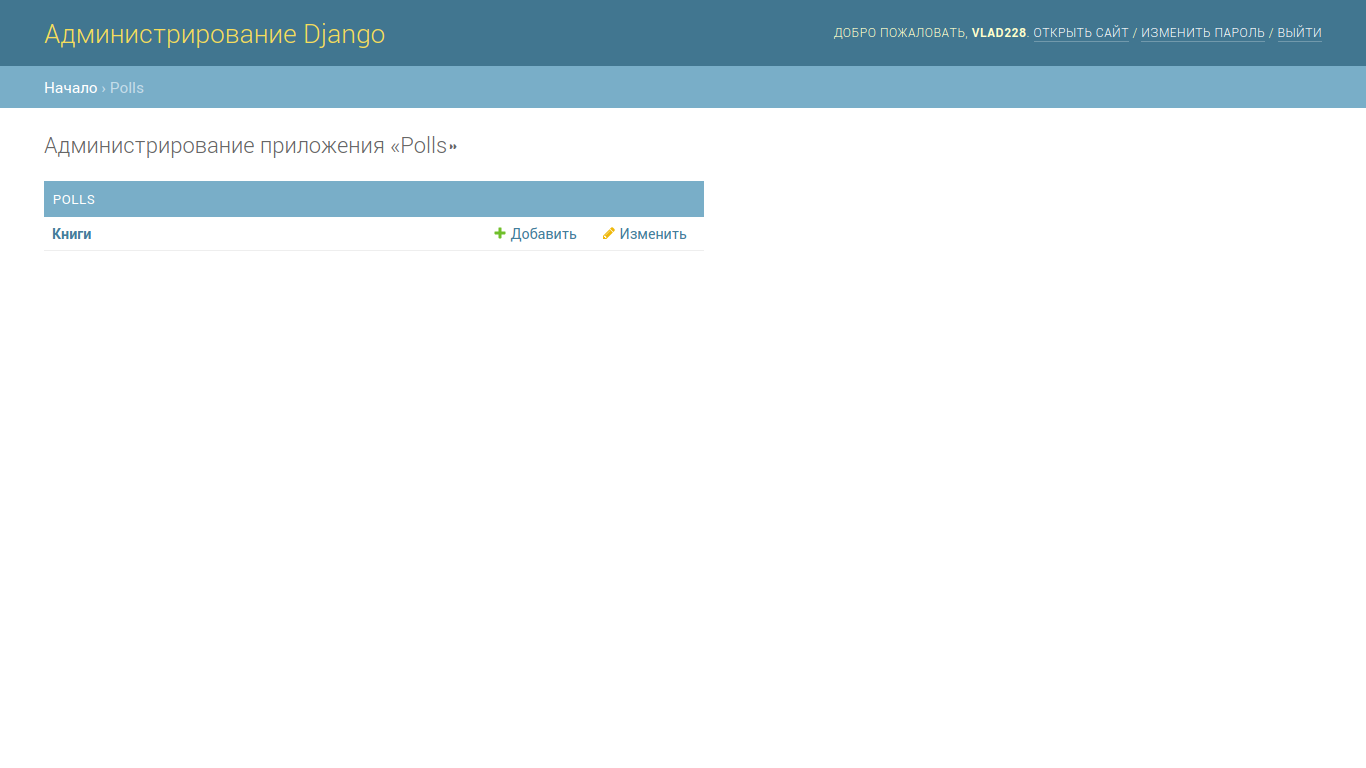 Администрирование Django
ДОБРО ПОЖАЛОВАТЬ, VLAD228. ОТКРЫТЬ САЙТ / ИЗМЕНИТЬ ПАРОЛЬ / ВЫЙТИ
Начало › Polls
Администрирование приложения «Polls»
POLLS
Книги Добавить Изменить